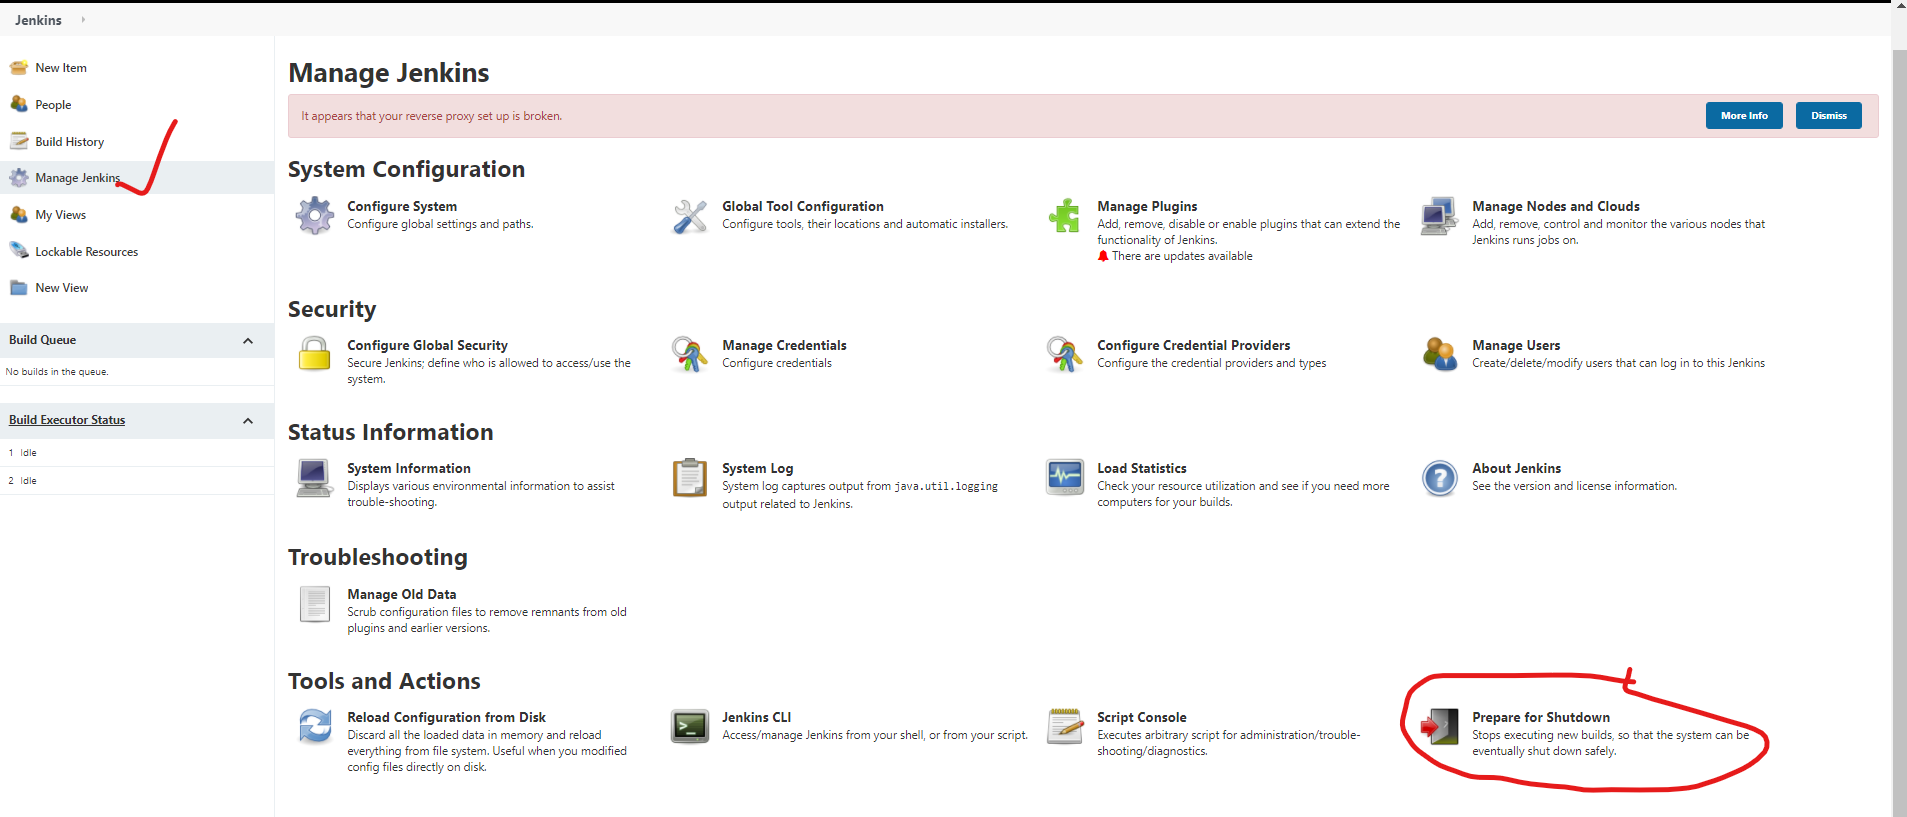 Jenkins
New Item
People
Build History
Manage Jenkins
My Views
Lockable Resources
New View
Build Queue
No builds in the queue.
Build Executor Status
1 Idle
2 Idle
Manage Jenkins
It appears that your reverse proxy set up is broken.
More Info
Dismiss
System Configuration
Configure System
Configure global settings and paths.
Global Tool Configuration
Configure tools, their locations and automatic installers.
Manage Plugins
Add, remove, disable or enable plugins that can extend the
functionality of Jenkins.
There are updates available
Manage Nodes and Clouds
Add, remove, control and monitor the various nodes that
Jenkins runs jobs on.
Security
Configure Global Security
Secure Jenkins; define who is allowed to access/use the
system.
Manage Credentials
Configure credentials
Configure Credential Providers
Configure the credential providers and types
Manage Users
Create/delete/modify users that can log in to this Jenkins
Status Information
System Information
Displays various environmental information to assist
trouble-shooting.
System Log
System log captures output from java.util.logging
output related to Jenkins.
Load Statistics
Check your resource utilization and see if you need more
computers for your builds.
About Jenkins
See the version and license information.
Troubleshooting
Manage Old Data
Scrub configuration files to remove remnants from old
plugins and earlier versions.
Tools and Actions
Reload Configuration from Disk
Discard all the loaded data in memory and reload
everything from file system. Useful when you modified
config files directly on disk.
Jenkins CLI
Access/manage Jenkins from your shell, or from your script.
Script Console
Executes arbitrary script for administration/trouble-
shooting/diagnostics.
Prepare for Shutdown
Stops executing new builds, so that the system can be
eventually shut down safely.